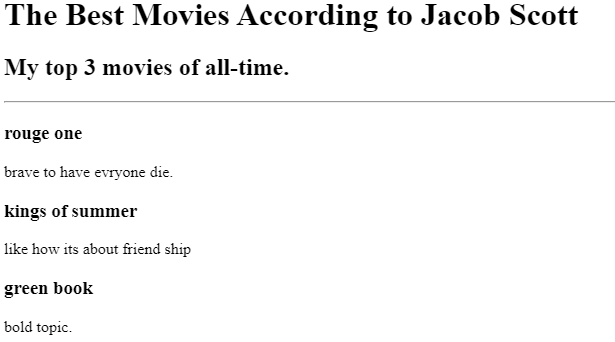 The Best Movies According to Jacob Scott
My top 3 movies of all-time.
rouge one
brave to have evryone die.
kings of summer
like how its about friend ship
green book
bold topic.